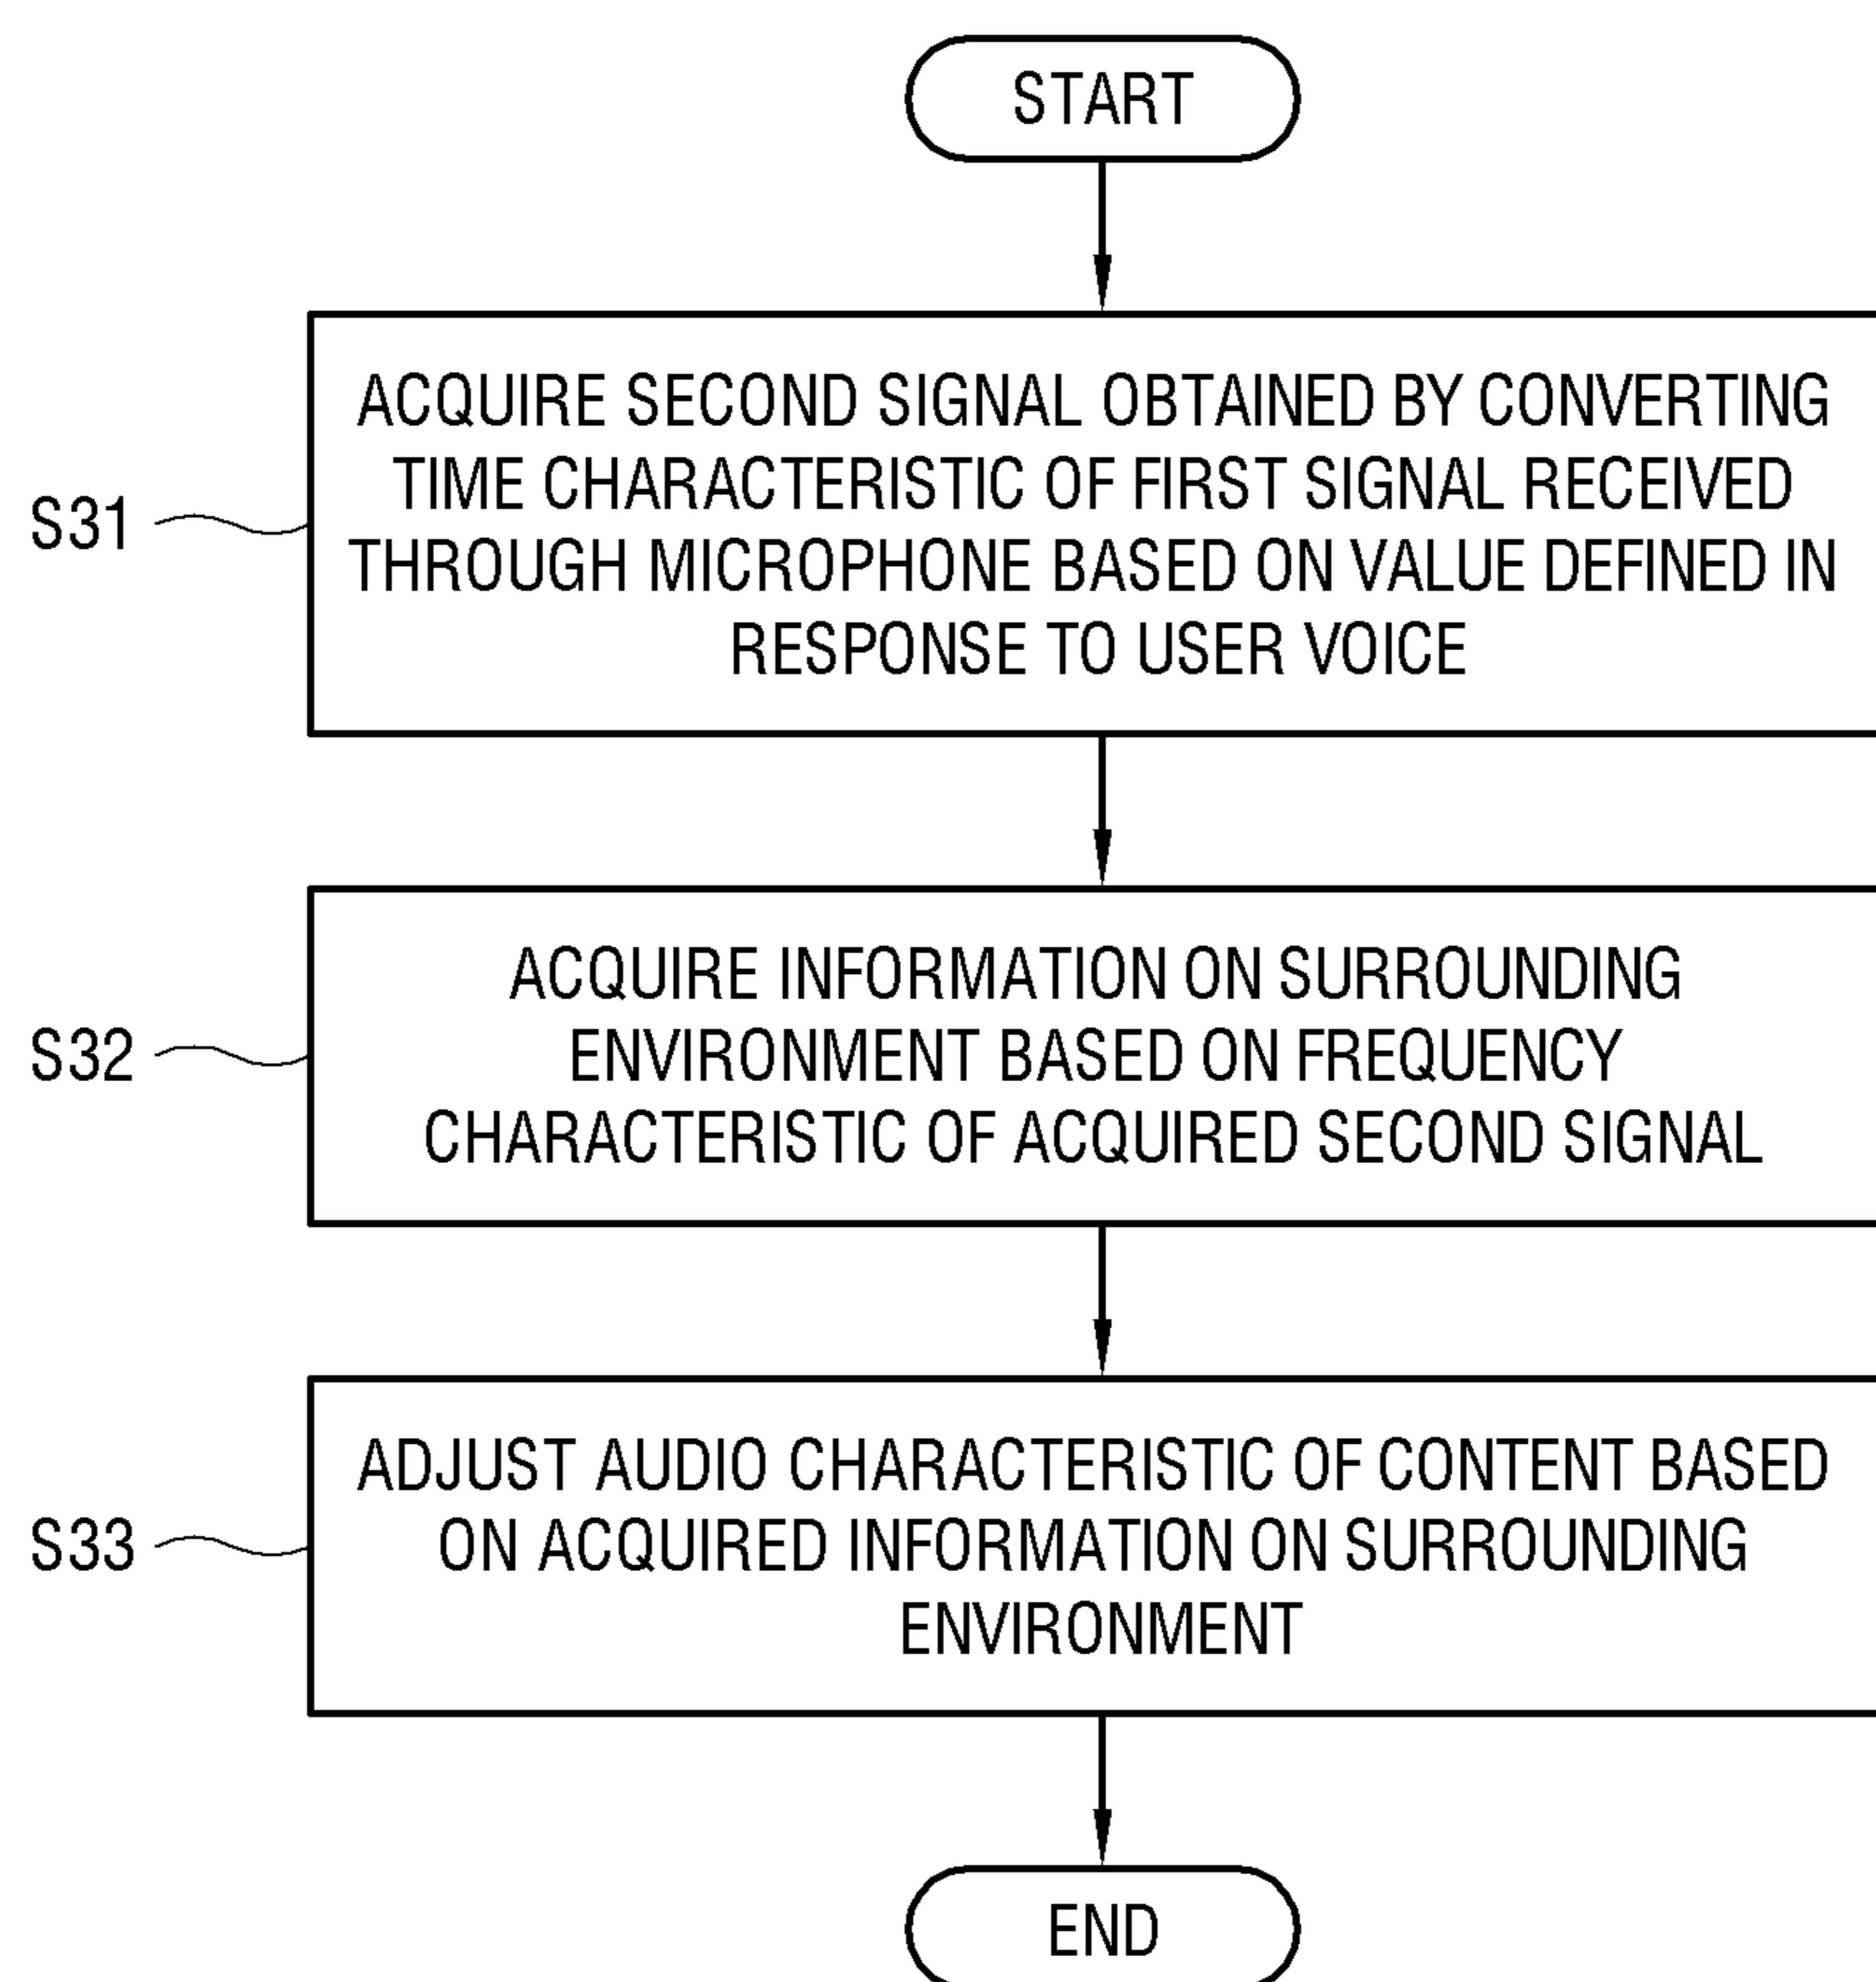 START
ACQUIRE SECOND SIGNAL OBTAINED BY CONVERTING
TIME CHARACTERISTIC OF FIRST SIGNAL RECEIVED
THROUGH MICROPHONE BASED ON VALUE DEFINED IN
RESPONSE TO USER VOICE
S31
ACQUIRE INFORMATION ON SURROUNDING
ENVIRONMENT BASED ON FREQUENCY
CHARACTERISTIC OF ACQUIRED SECOND SIGNAL
S32
ADJUST AUDIO CHARACTERISTIC OF CONTENT BASED
ON ACQUIRED INFORMATION ON SURROUNDING
ENVIRONMENT
S33
END